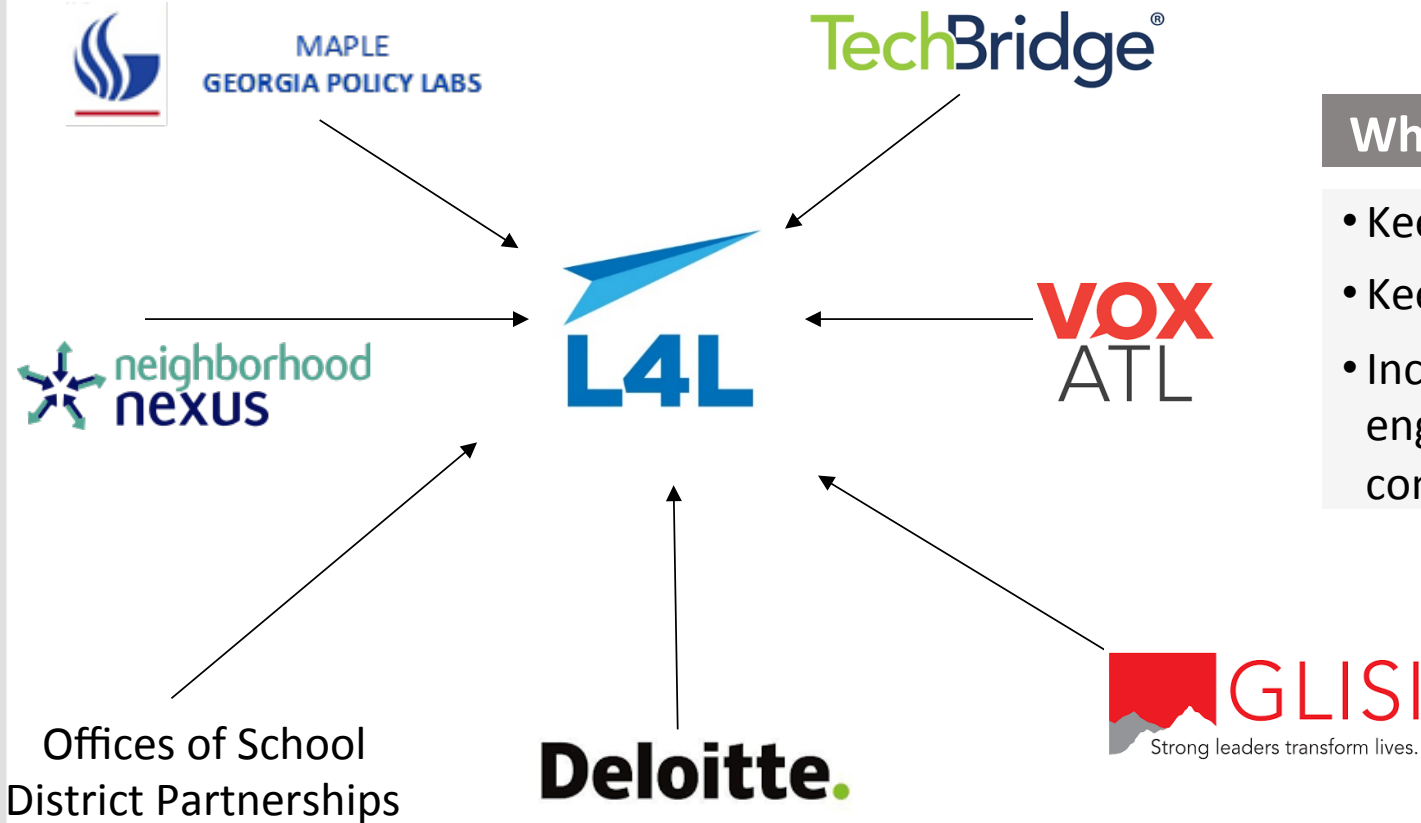 MAPLE
GEORGIA POLICY LABS
TechBridge®
L4L
neighborhood
nexus
VOX
ATL
Offices of School
District Partnerships
Deloitte.
GLISI
Strong leaders transform lives.